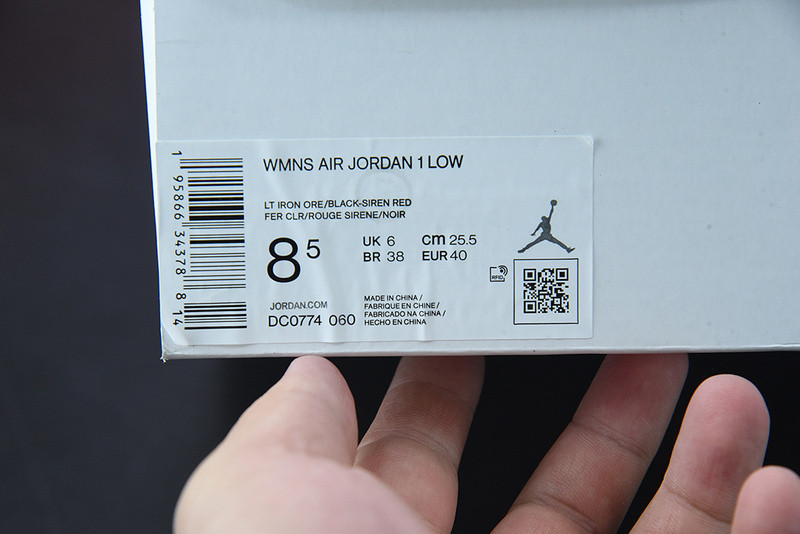 WMNS AIR JORDAN 1 LOW
LT IRON ORE/BLACK-SIREN RED
FER CLR/ROUGE SIRENE/NOIR
8 5
UK 6 cm 25.5
BR 38 EUR 40
RFID
JORDAN.COM
DC0774 060
MADE IN CHINA /
FABRIQUE EN CHINE /
FABRICADO NA CHINA /
HECHO EN CHINA
1 95866 34378 8 14